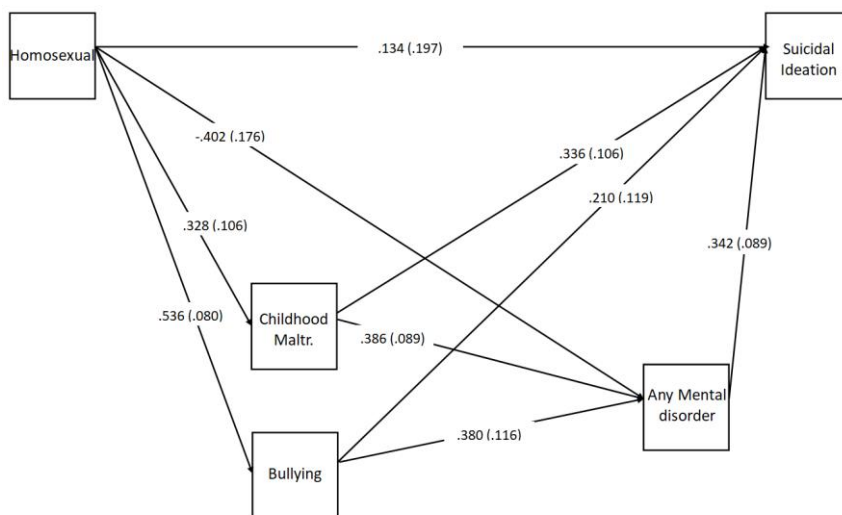 Homosexual
.134 (.197)
Suicidal
Ideation
-.402 (.176)
.336 (.106)
.210 (.119)
.328 (.106)
.342 (.089)
.536 (.080)
Childhood
Maltr.
.386 (.089)
Any Mental
disorder
.380 (.116)
Bullying